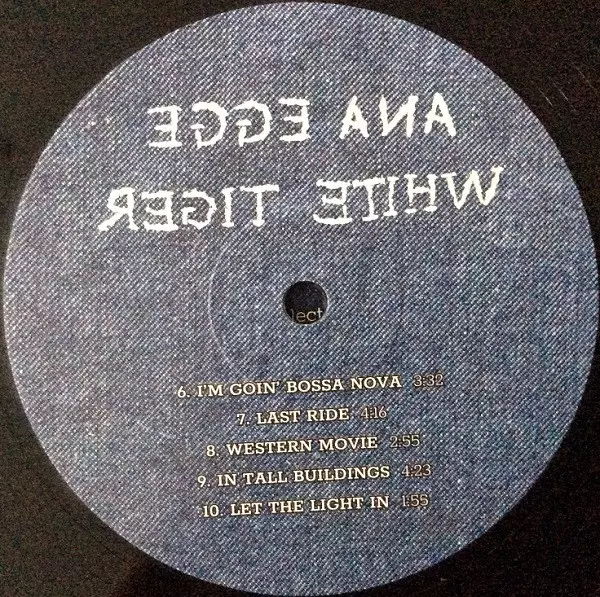 ANA EGGE
WHITE TIGER
lect
6. I'M GOIN' BOSSA NOVA 3:32
7. LAST RIDE 4:16
8. WESTERN MOVIE 2:55
9. IN TALL BUILDINGS 4:23
10. LET THE LIGHT IN 1:55